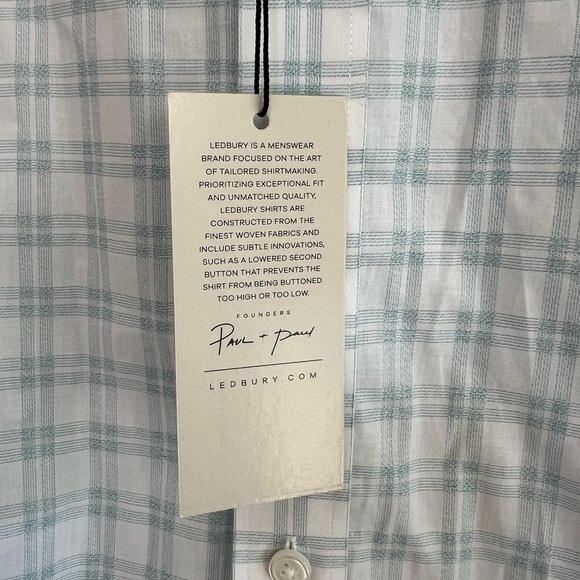 LEDBURY IS A MENSWEAR
BRAND FOCUSED ON THE ART
OF TAILORED SHIRTMAKING.
PRIORITIZING EXCEPTIONAL FIT
AND UNMATCHED QUALITY,
LEDBURY SHIRTS ARE
CONSTRUCTED FROM THE
FINEST WOVEN FABRICS AND
INCLUDE SUBTLE INNOVATIONS,
SUCH AS A LOWERED SECOND
BUTTON THAT PREVENTS THE
SHIRT FROM BEING BUTTONED
TOO HIGH OR TOO LOW.
FOUNDERS
PAUL + Paul
LEDBURY.COM